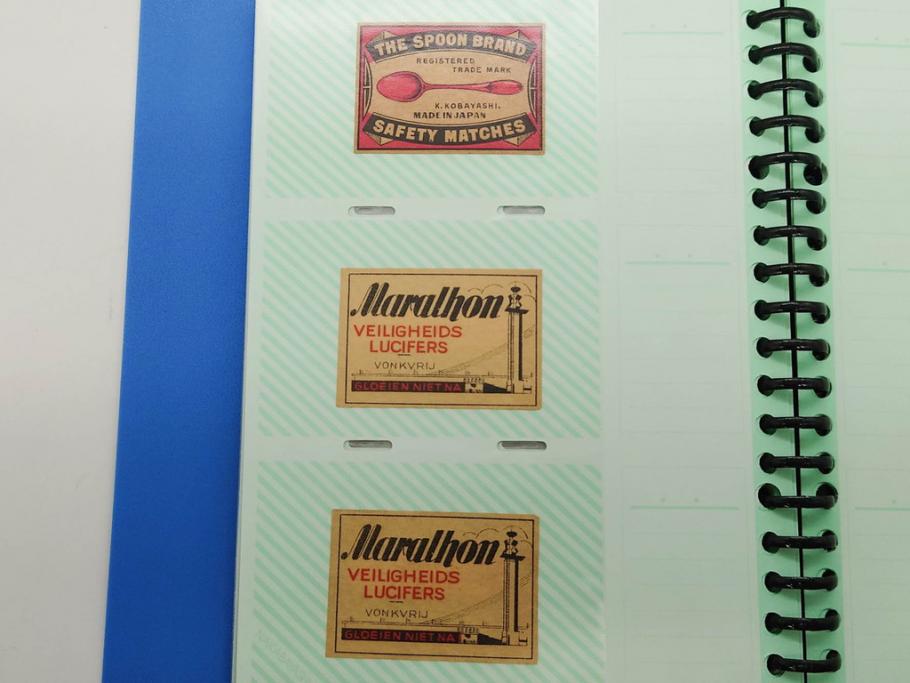 THE SPOON BRAND
REGISTERED
TRADE MARK
K. KOBAYASHI.
MADE IN JAPAN
SAFETY MATCHES
Marathon
VEILIGHEIDS
LUCIFERS
VONKVRIJ
GLOEIEN NIET NA
Marathon
VEILIGHEIDS
LUCIFERS
VONKVRIJ
GLOEIEN NIET NA